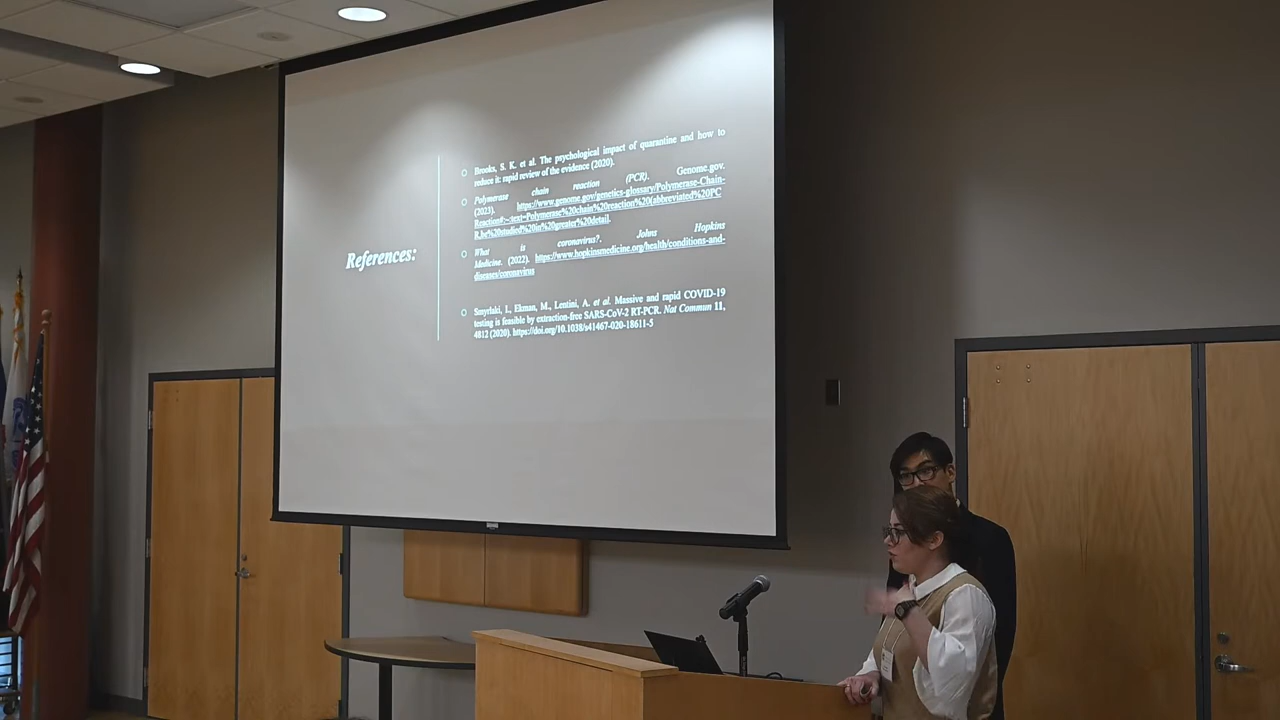 References:
Brooks, S. K. et al. The psychological impact of quarantine and how to
reduce it: rapid review of the evidence (2020).
Polymerase chain reaction (PCR). Genome.gov.
(2023). https://www.genome.gov/genetics-glossary/Polymerase-Chain-
Reaction#:~:text=Polymerase%20chain%20reaction%20(abbreviated%20PC
R,be%20studied%20in%20greater%20detail.
What is coronavirus?. Johns Hopkins
Medicine. (2022). https://www.hopkinsmedicine.org/health/conditions-and-
diseases/coronavirus
I., Ekman, M., Lentini, A. et al. Massive and rapid COVID-19
testing is feasible by extraction-free SARS-CoV-2 RT-PCR. Nat Commun 11,
4812 (2020). https://doi.org/10.1038/s41467-020-18611-5